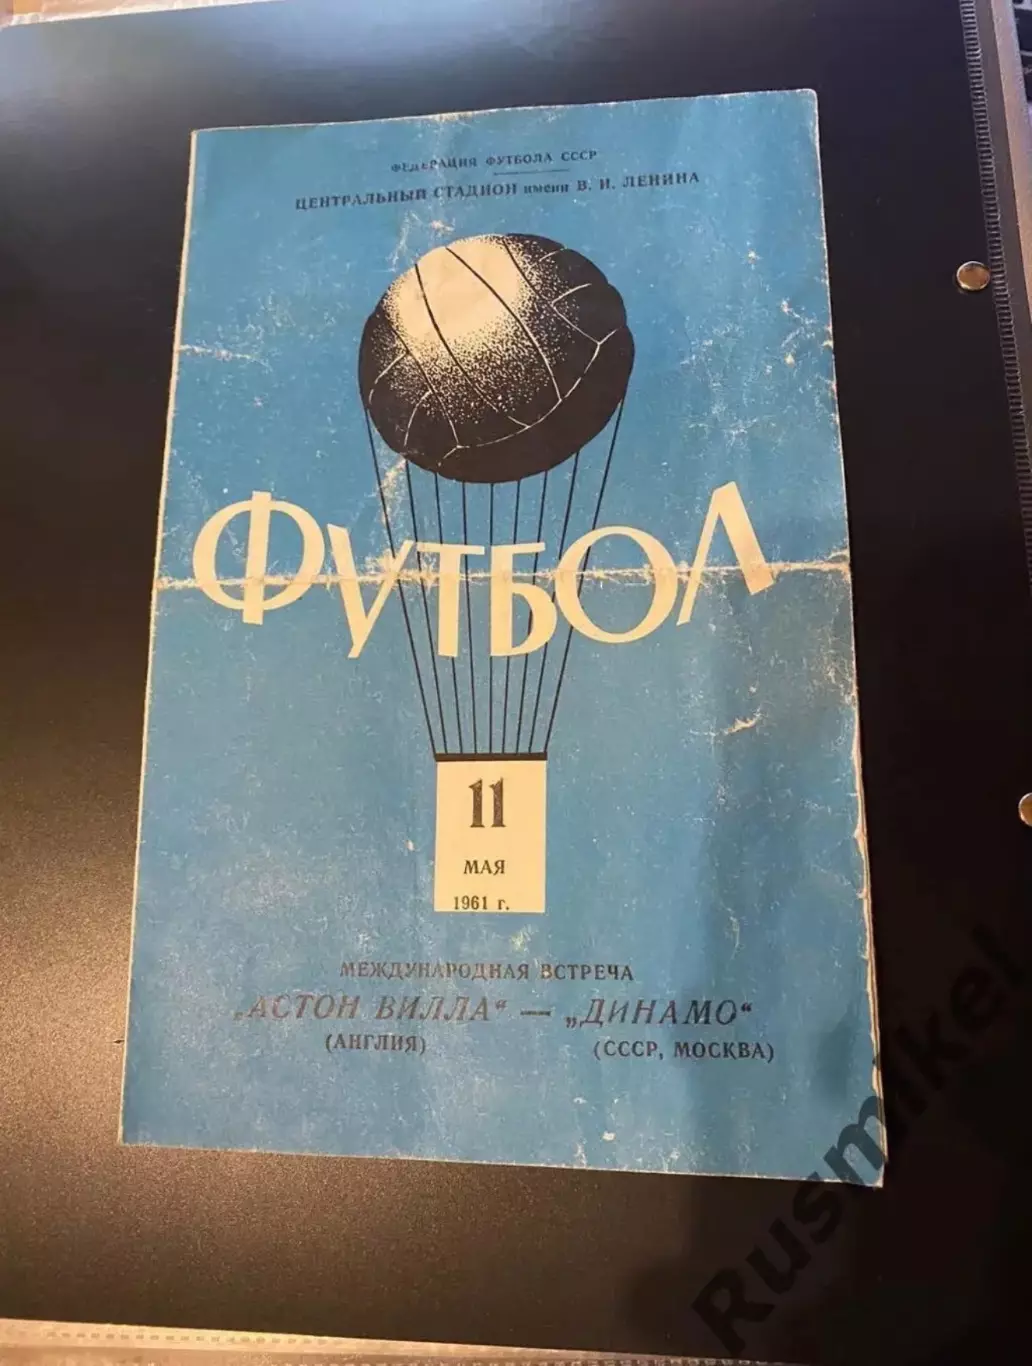 ФЕДЕРАЦИЯ ФУТБОЛА СССР
ЦЕНТРАЛЬНЫЙ СТАДИОН имени В. И. ЛЕНИНА
ФУТБОЛ
11
МАЯ
1961 г.
МЕЖДУНАРОДНАЯ ВСТРЕЧА
„АСТОН ВИЛЛА“ — „ДИНАМО“
(АНГЛИЯ) (СССР, МОСКВА)
Rusmikel